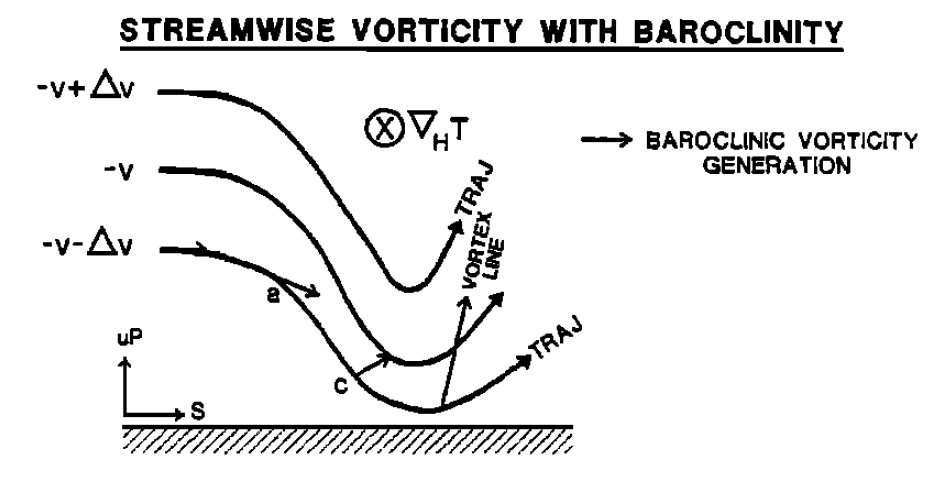 STREAMWISE VORTICITY WITH BAROCLINITY
-v+Δv
ⓧ∇HT
→ BAROCLINIC VORTICITY
GENERATION
-v
TRAJ
VORTEX
LINE
-v-Δv
a
uP
TRAJ
C
S